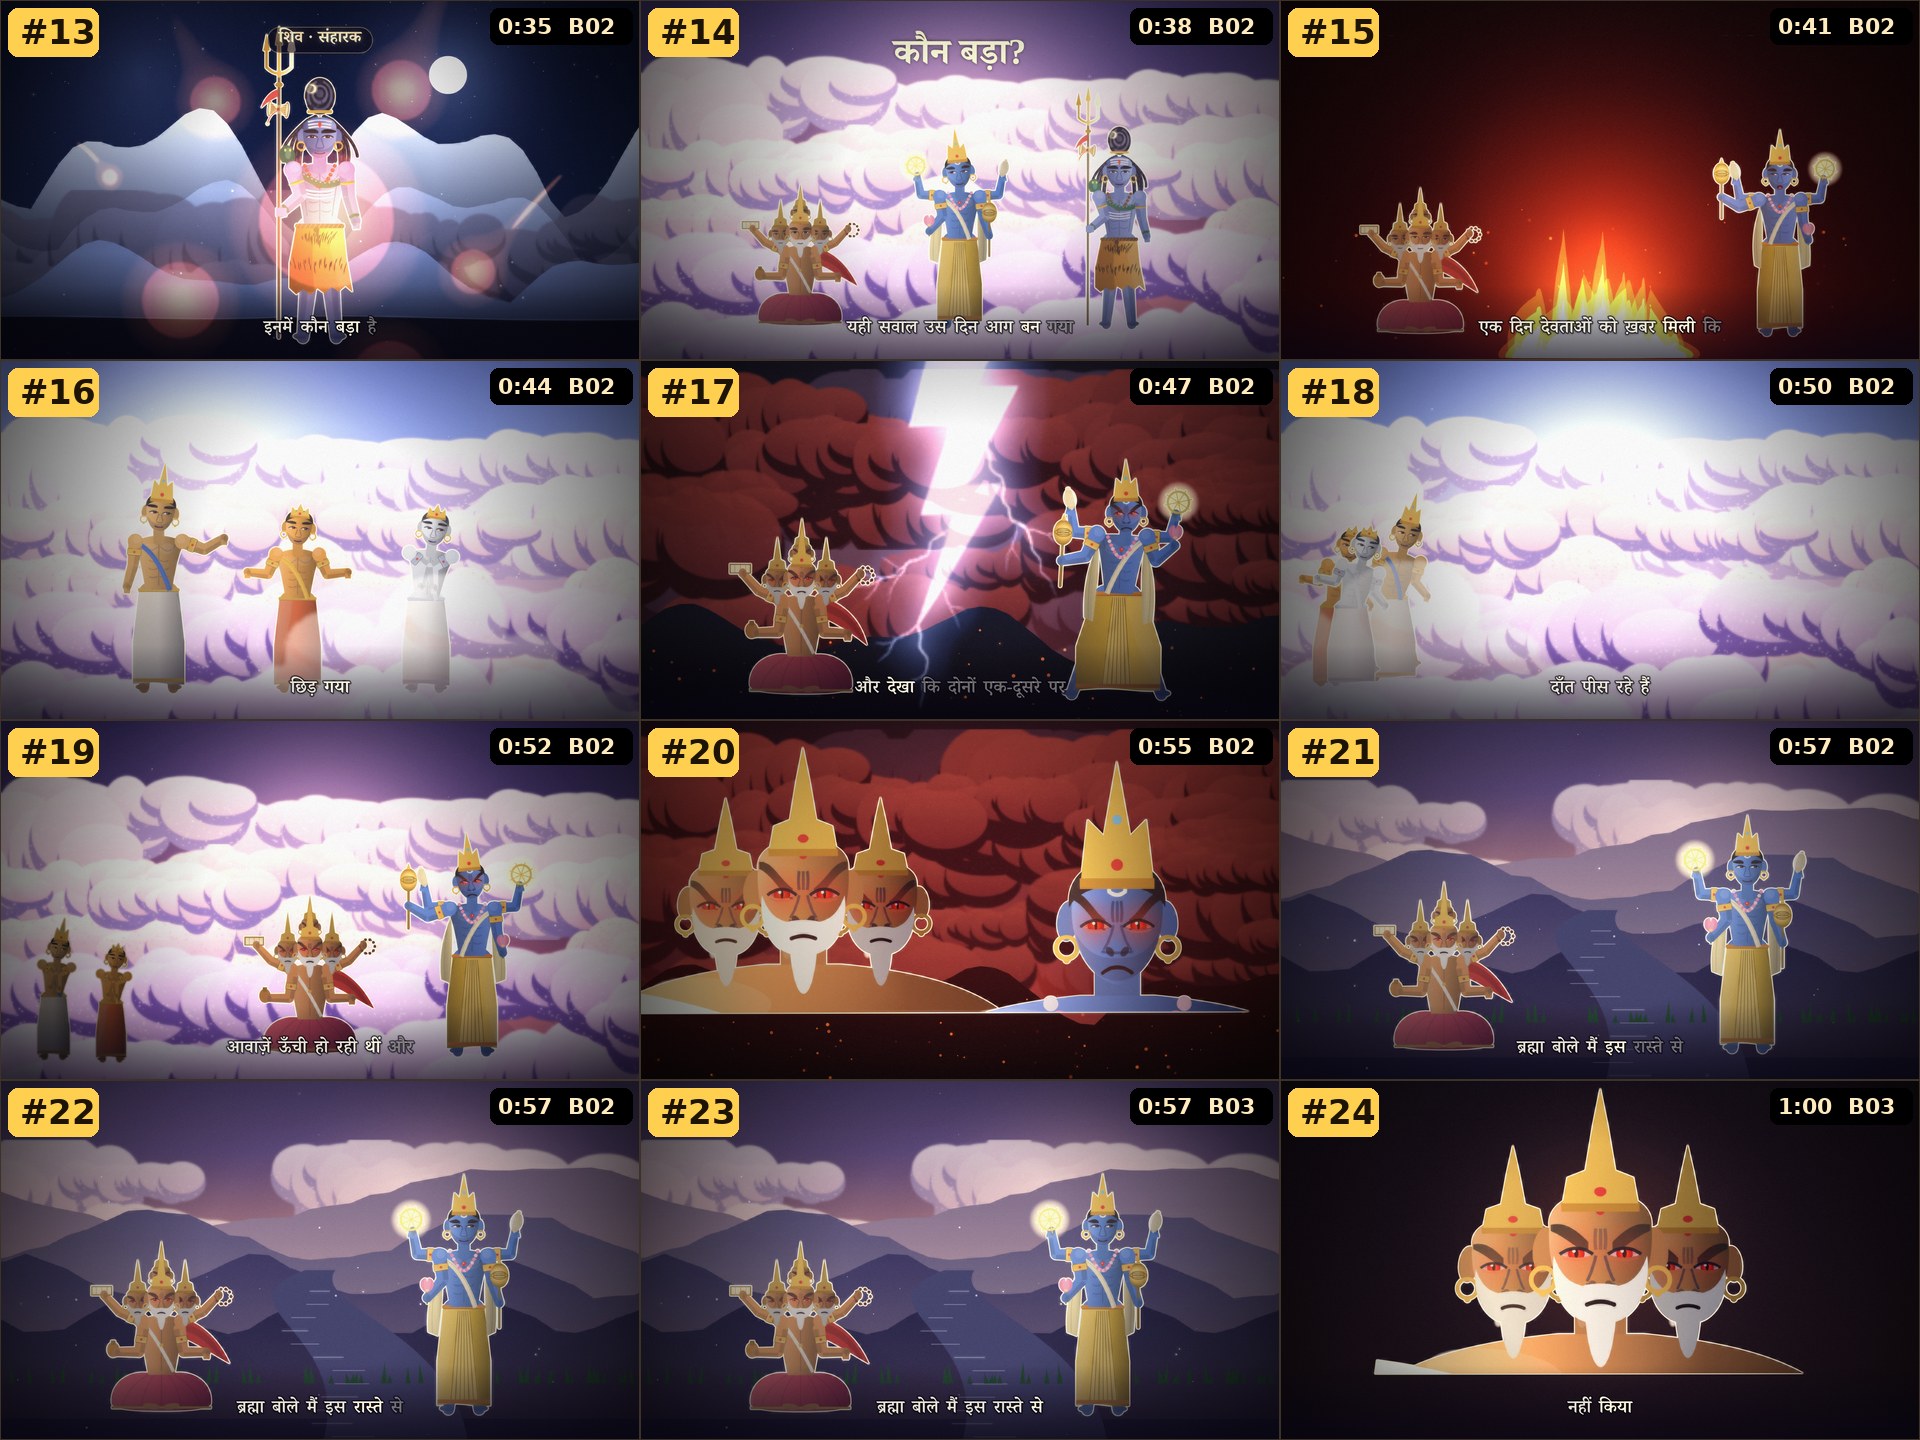 #13
0:35 B02
शिव · संहारक
इनमें कौन बड़ा है
#14
0:38 B02
कौन बड़ा?
यही सवाल उस दिन आग बन गया
#15
0:41 B02
एक दिन देवताओं को ख़बर मिली कि
#16
0:44 B02
छिड़ गया
#17
0:47 B02
और देखा कि दोनों एक-दूसरे पर
#18
0:50 B02
दाँत पीस रहे हैं
#19
0:52 B02
आवाज़ें ऊँची हो रही थीं और
#20
0:55 B02
#21
0:57 B02
ब्रह्मा बोले मैं इस रास्ते से
#22
0:57 B02
ब्रह्मा बोले मैं इस रास्ते से
#23
0:57 B03
ब्रह्मा बोले मैं इस रास्ते से
#24
1:00 B03
नहीं किया